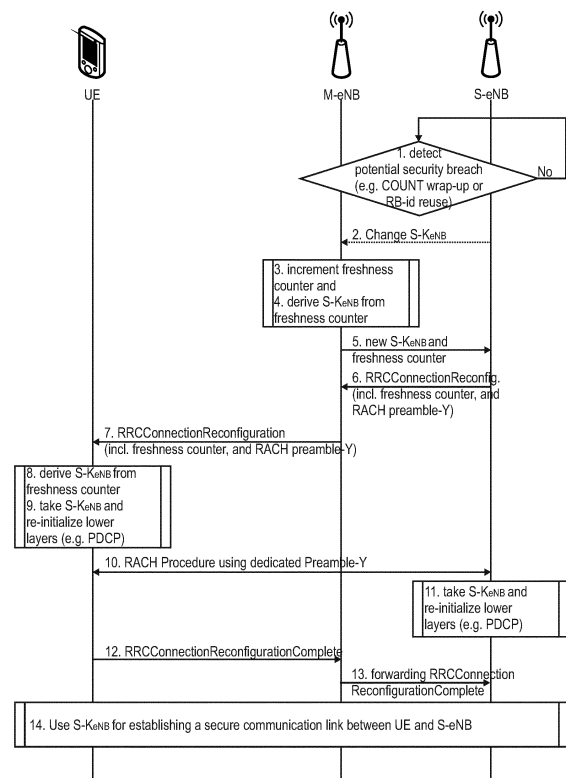 UE
M-eNB
S-eNB
1. detect
potential security breach
(e.g. COUNT wrap-up or
RB-id reuse)
No
2. Change S-KeNB
3. increment freshness
counter and
4. derive S-KeNB from
freshness counter
5. new S-KeNB and
freshness counter
6. RRCConnectionReconfig.
(incl. freshness counter, and
RACH preamble-Y)
7. RRCConnectionReconfiguration
(incl. freshness counter, and RACH preamble-Y)
8. derive S-KeNB from
freshness counter
9. take S-KeNB and
re-initialize lower
layers (e.g. PDCP)
10. RACH Procedure using dedicated Preamble-Y
11. take S-KeNB and
re-initialize lower
layers (e.g. PDCP)
12. RRCConnectionReconfigurationComplete
13. forwarding RRCConnection
ReconfigurationComplete
14. Use S-KeNB for establishing a secure communication link between UE and S-eNB